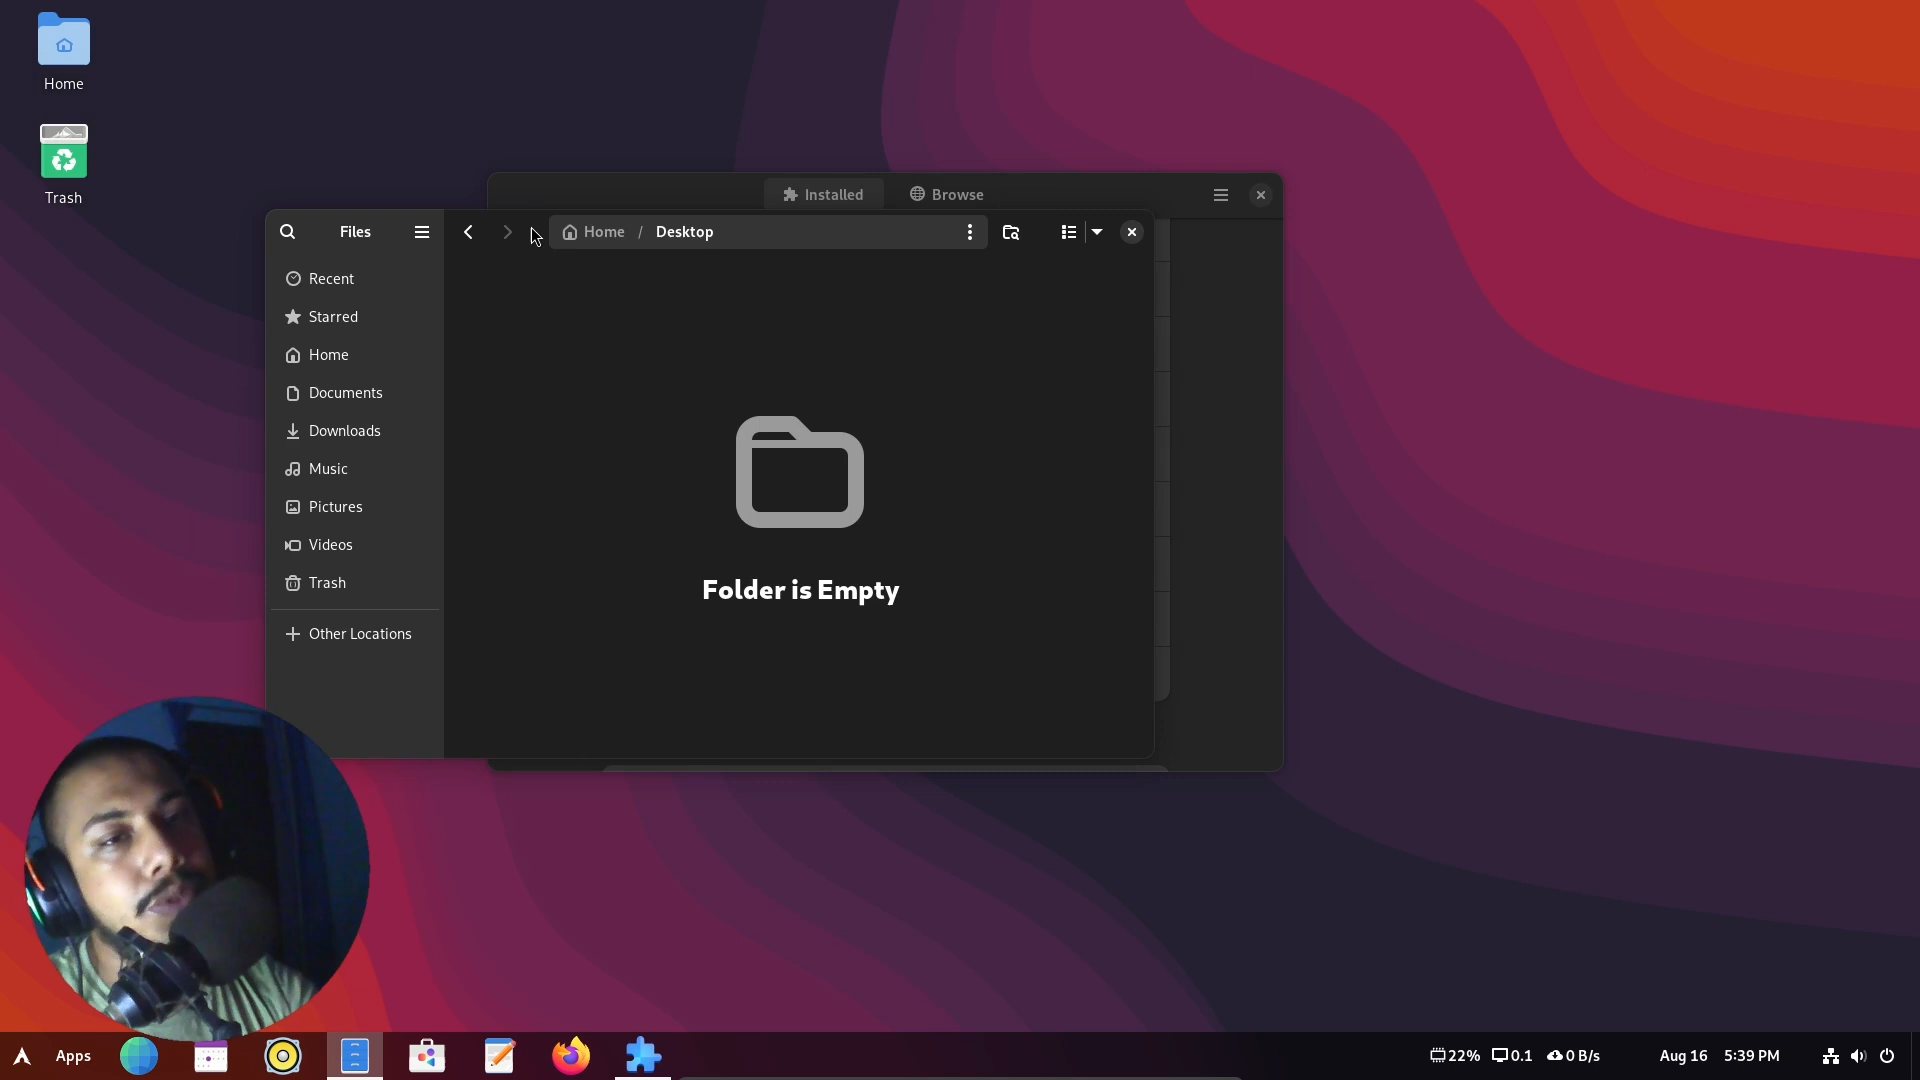 Home
Trash
Installed
Browse
Files
Home / Desktop
Recent
Starred
Home
Documents
Downloads
Music
Pictures
Videos
Trash
Other Locations
Folder is Empty
Apps
22% 0.1 0 B/s Aug 16 5:39 PM